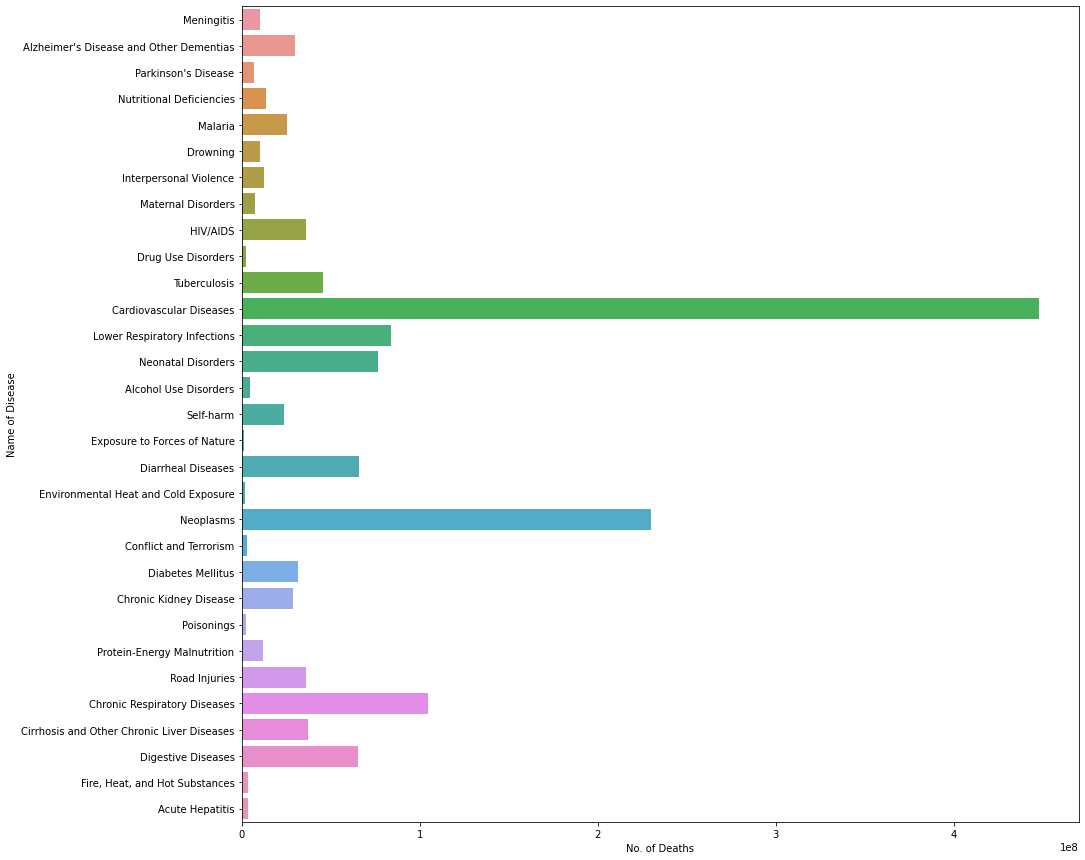 Meningitis
Alzheimer's Disease and Other Dementias
Parkinson's Disease
Nutritional Deficiencies
Malaria
Drowning
Interpersonal Violence
Maternal Disorders
HIV/AIDS
Drug Use Disorders
Tuberculosis
Cardiovascular Diseases
Lower Respiratory Infections
Neonatal Disorders
Alcohol Use Disorders
Self-harm
Exposure to Forces of Nature
Diarrheal Diseases
Environmental Heat and Cold Exposure
Neoplasms
Conflict and Terrorism
Diabetes Mellitus
Chronic Kidney Disease
Poisonings
Protein-Energy Malnutrition
Road Injuries
Chronic Respiratory Diseases
Cirrhosis and Other Chronic Liver Diseases
Digestive Diseases
Fire, Heat, and Hot Substances
Acute Hepatitis
Name of Disease
0 1 2 3 4
1e8
No. of Deaths